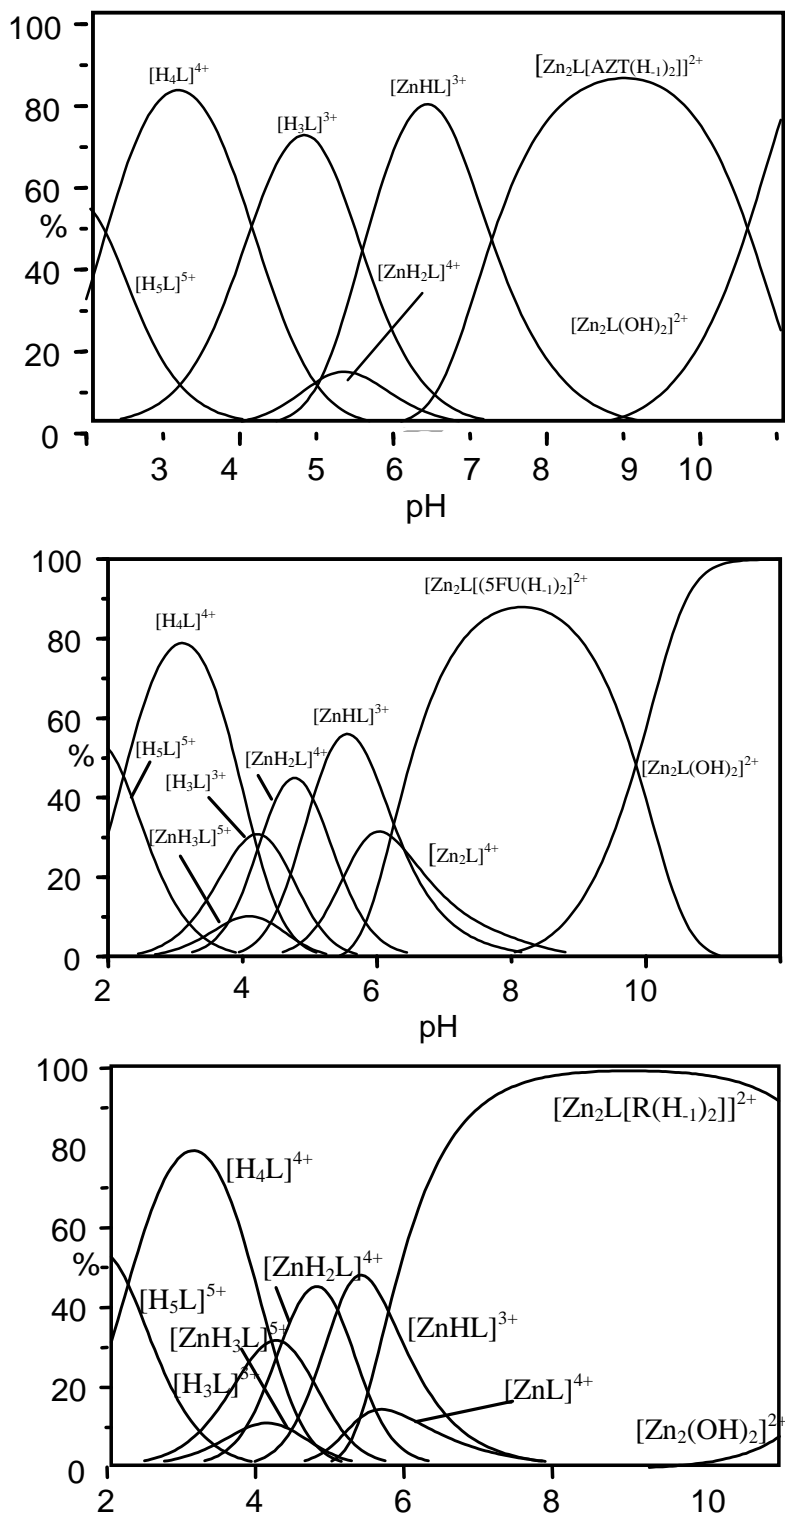 100
[H₄L]⁴⁺
[ZnHL]³⁺
[Zn₂L[AZT(H₋₁)₂]]²⁺
80
[H₃L]³⁺
60
%
[ZnH₂L]⁴⁺
40
[H₅L]⁵⁺
[Zn₂L(OH)₂]²⁺
20
0
3 4 5 6 7 8 9 10
pH
100
[Zn₂L[(5FU(H₋₁)₂]²⁺
[H₄L]⁴⁺
80
[ZnHL]³⁺
60
%
[H₅L]⁵⁺
[ZnH₂L]⁴⁺
[Zn₂L(OH)₂]²⁺
[H₃L]³⁺
40
[ZnH₃L]⁵⁺
[Zn₂L]⁴⁺
20
0
2 4 6 8 10
pH
100
[Zn₂L[R(H₋₁)₂]]²⁺
80
[H₄L]⁴⁺
60
%
[ZnH₂L]⁴⁺
[H₅L]⁵⁺
40
[ZnHL]³⁺
[ZnH₃L]⁵⁺
[H₃L]³⁺
20
[ZnL]⁴⁺
[Zn₂(OH)₂]²⁺
0
2 4 6 8 10